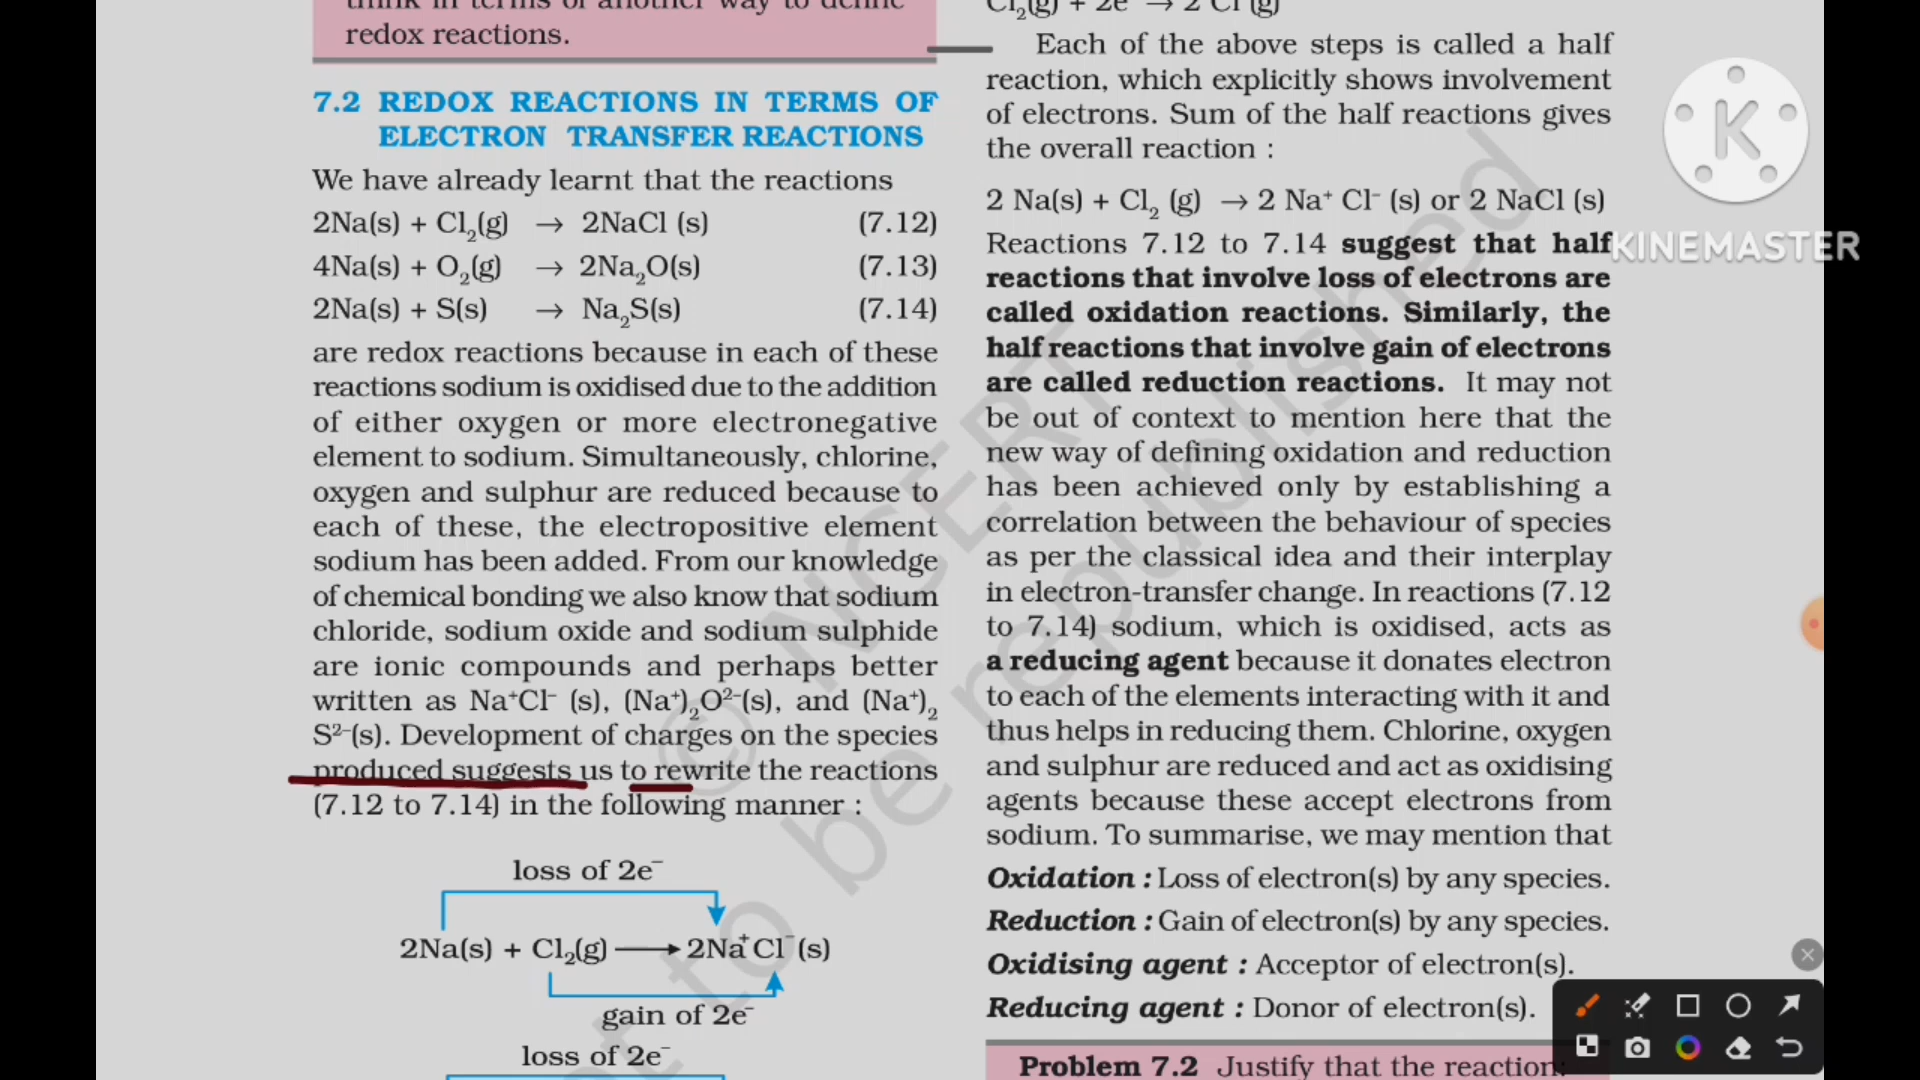 think in terms of another way to define
redox reactions.
7.2 REDOX REACTIONS IN TERMS OF
ELECTRON TRANSFER REACTIONS
We have already learnt that the reactions
2Na(s) + Cl₂(g) → 2NaCl (s) (7.12)
4Na(s) + O₂(g) → 2Na₂O(s) (7.13)
2Na(s) + S(s) → Na₂S(s) (7.14)
are redox reactions because in each of these
reactions sodium is oxidised due to the addition
of either oxygen or more electronegative
element to sodium. Simultaneously, chlorine,
oxygen and sulphur are reduced because to
each of these, the electropositive element
sodium has been added. From our knowledge
of chemical bonding we also know that sodium
chloride, sodium oxide and sodium sulphide
are ionic compounds and perhaps better
written as Na⁺Cl⁻ (s), (Na⁺)₂O²⁻(s), and (Na⁺)₂
S²⁻(s). Development of charges on the species
produced suggests us to rewrite the reactions
(7.12 to 7.14) in the following manner :
loss of 2e⁻
2Na(s) + Cl₂(g) → 2Na⁺Cl⁻(s)
gain of 2e⁻
loss of 2e⁻
Cl₂(g) + 2e⁻ → 2 Cl⁻(g)
Each of the above steps is called a half
reaction, which explicitly shows involvement
of electrons. Sum of the half reactions gives
the overall reaction :
2 Na(s) + Cl₂ (g) → 2 Na⁺ Cl⁻ (s) or 2 NaCl (s)
Reactions 7.12 to 7.14 suggest that half
reactions that involve loss of electrons are
called oxidation reactions. Similarly, the
half reactions that involve gain of electrons
are called reduction reactions. It may not
be out of context to mention here that the
new way of defining oxidation and reduction
has been achieved only by establishing a
correlation between the behaviour of species
as per the classical idea and their interplay
in electron-transfer change. In reactions (7.12
to 7.14) sodium, which is oxidised, acts as
a reducing agent because it donates electron
to each of the elements interacting with it and
thus helps in reducing them. Chlorine, oxygen
and sulphur are reduced and act as oxidising
agents because these accept electrons from
sodium. To summarise, we may mention that
Oxidation : Loss of electron(s) by any species.
Reduction : Gain of electron(s) by any species.
Oxidising agent : Acceptor of electron(s).
Reducing agent : Donor of electron(s).
Problem 7.2 Justify that the reaction:
© NCERT
not to be republished
K
KINEMASTER